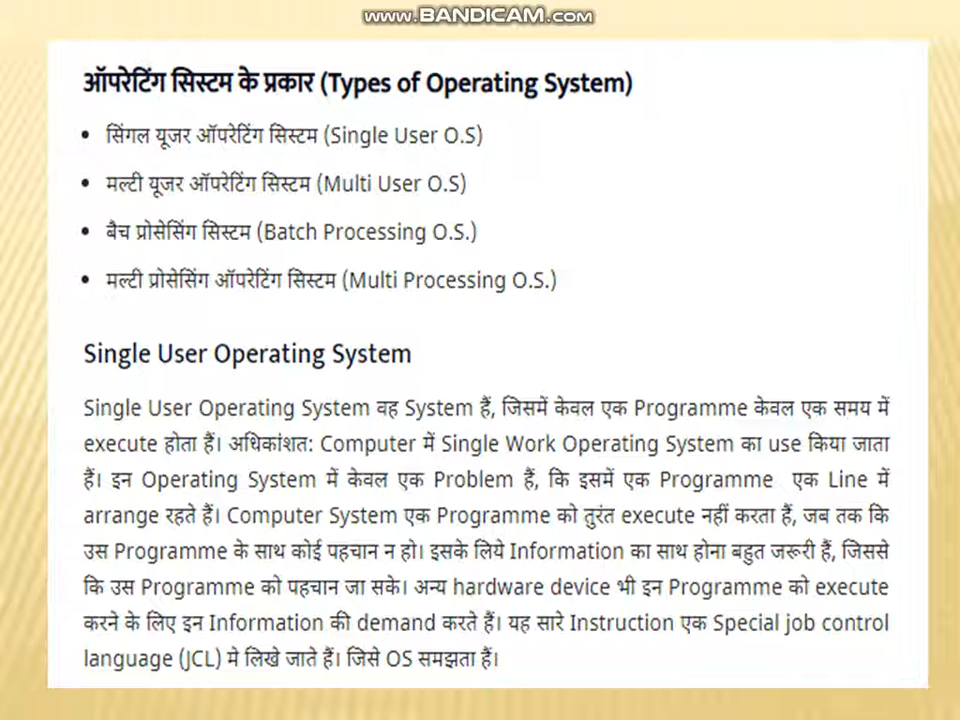 www.BANDICAM.com
ऑपरेटिंग सिस्टम के प्रकार (Types of Operating System)
• सिंगल यूजर ऑपरेटिंग सिस्टम (Single User O.S)
• मल्टी यूजर ऑपरेटिंग सिस्टम (Multi User O.S)
• बैच प्रोसेसिंग सिस्टम (Batch Processing O.S.)
• मल्टी प्रोसेसिंग ऑपरेटिंग सिस्टम (Multi Processing O.S.)
Single User Operating System
Single User Operating System वह System हैं, जिसमें केवल एक Programme केवल एक समय में
execute होता हैं। अधिकांशत: Computer में Single Work Operating System का use किया जाता
हैं। इन Operating System में केवल एक Problem हैं, कि इसमें एक Programme एक Line में
arrange रहते हैं। Computer System एक Programme को तुरंत execute नहीं करता हैं, जब तक कि
उस Programme के साथ कोई पहचान न हो। इसके लिये Information का साथ होना बहुत जरूरी हैं, जिससे
कि उस Programme को पहचान जा सके। अन्य hardware device भी इन Programme को execute
करने के लिए इन Information की demand करते हैं। यह सारे Instruction एक Special job control
language (JCL) मे लिखे जाते हैं। जिसे OS समझता हैं।